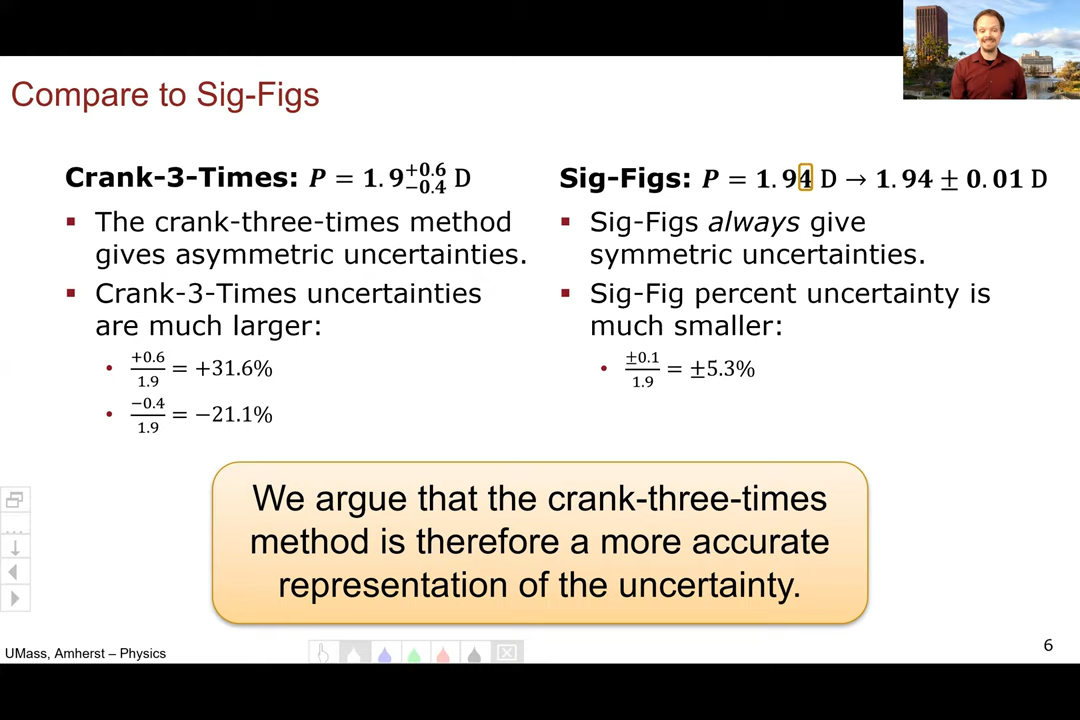 Compare to Sig-Figs
Crank-3-Times: P = 1.9 +0.6 −0.4 D
▪ The crank-three-times method
gives asymmetric uncertainties.
▪ Crank-3-Times uncertainties
are much larger:
• +0.6/1.9 = +31.6%
• −0.4/1.9 = −21.1%
Sig-Figs: P = 1.94 D → 1.94 ± 0.01 D
▪ Sig-Figs always give
symmetric uncertainties.
▪ Sig-Fig percent uncertainty is
much smaller:
• ±0.1/1.9 = ±5.3%
We argue that the crank-three-times
method is therefore a more accurate
representation of the uncertainty.
UMass, Amherst – Physics
6